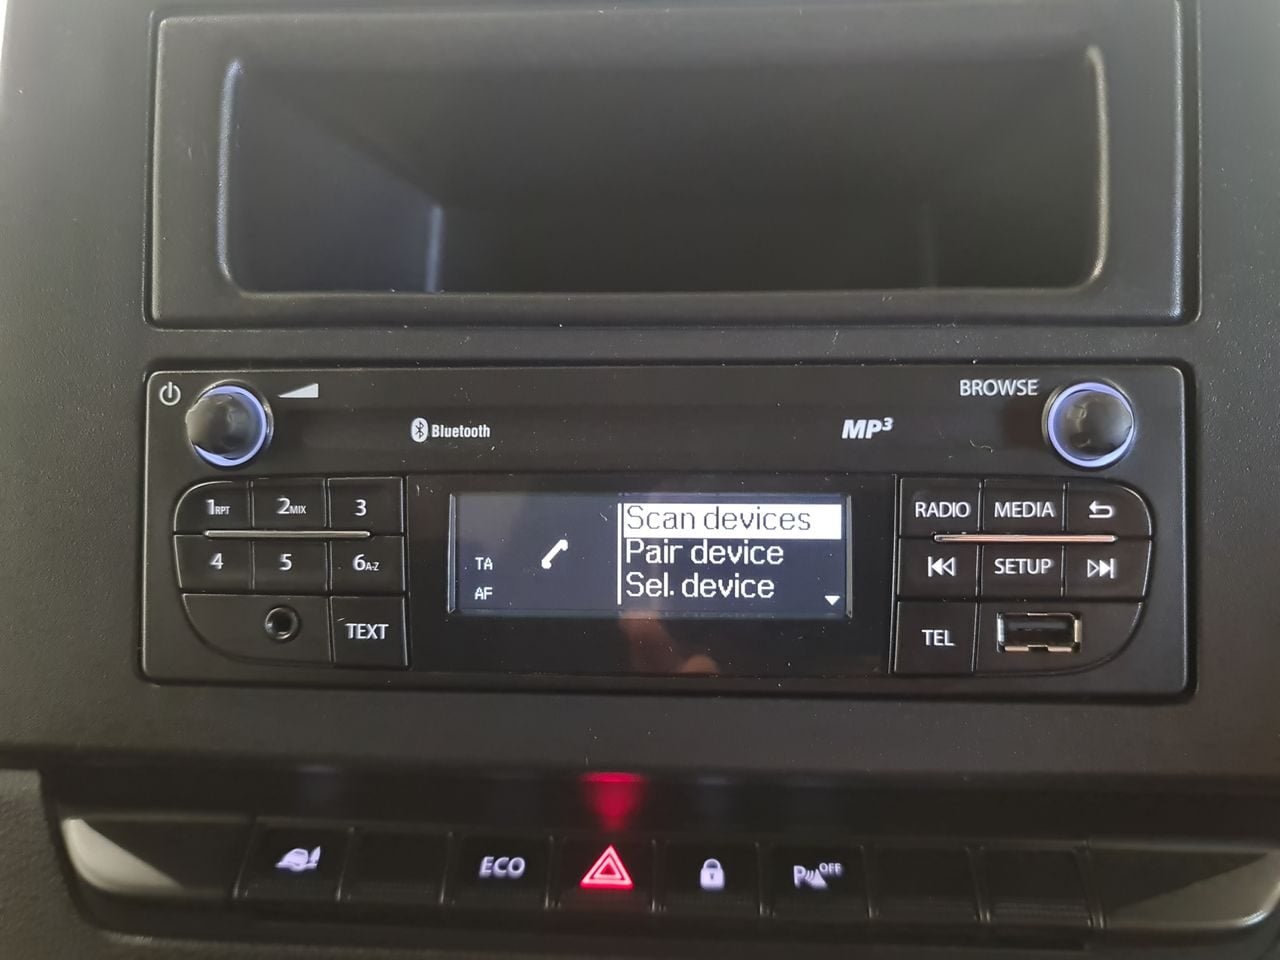 BROWSE
Bluetooth
MP3
1RPT
2MIX
3
RADIO
MEDIA
4
5
6A-Z
SETUP
TEXT
TEL
TA
AF
Scan devices
Pair device
Sel. device
ECO
P OFF